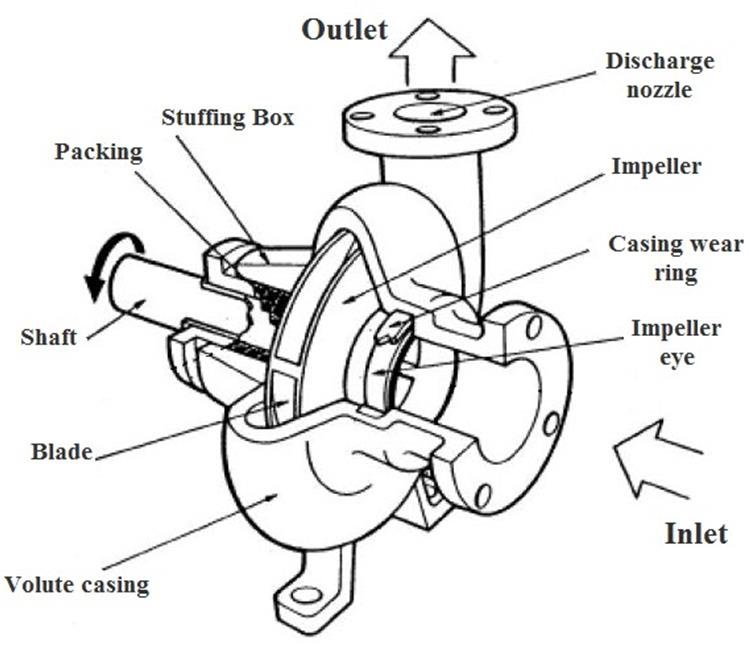 Outlet
Discharge
nozzle
Stuffing Box
Packing
Impeller
Casing wear
ring
Shaft
Impeller
eye
Blade
Inlet
Volute casing